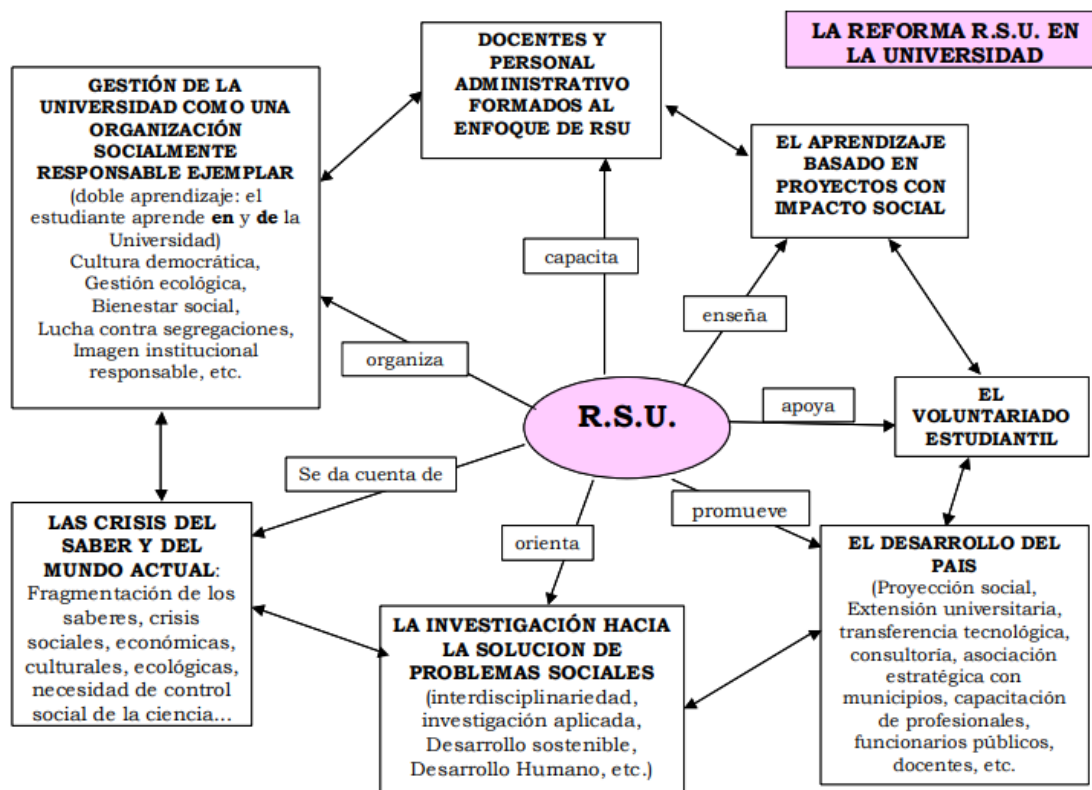 LA REFORMA R.S.U. EN
LA UNIVERSIDAD
DOCENTES Y
PERSONAL
ADMINISTRATIVO
FORMADOS AL
ENFOQUE DE RSU
GESTIÓN DE LA
UNIVERSIDAD COMO UNA
ORGANIZACIÓN
SOCIALMENTE
RESPONSABLE EJEMPLAR
(doble aprendizaje: el
estudiante aprende en y de la
Universidad)
Cultura democrática,
Gestión ecológica,
Bienestar social,
Lucha contra segregaciones,
Imagen institucional
responsable, etc.
EL APRENDIZAJE
BASADO EN
PROYECTOS CON
IMPACTO SOCIAL
capacita
enseña
organiza
R.S.U.
apoya
EL
VOLUNTARIADO
ESTUDIANTIL
Se da cuenta de
promueve
orienta
LAS CRISIS DEL
SABER Y DEL
MUNDO ACTUAL:
Fragmentación de los
saberes, crisis
sociales, económicas,
culturales, ecológicas,
necesidad de control
social de la ciencia...
LA INVESTIGACIÓN HACIA
LA SOLUCION DE
PROBLEMAS SOCIALES
(interdisciplinariedad,
investigación aplicada,
Desarrollo sostenible,
Desarrollo Humano, etc.)
EL DESARROLLO DEL
PAIS
(Proyección social,
Extensión universitaria,
transferencia tecnológica,
consultoría, asociación
estratégica con
municipios, capacitación
de profesionales,
funcionarios públicos,
docentes, etc.